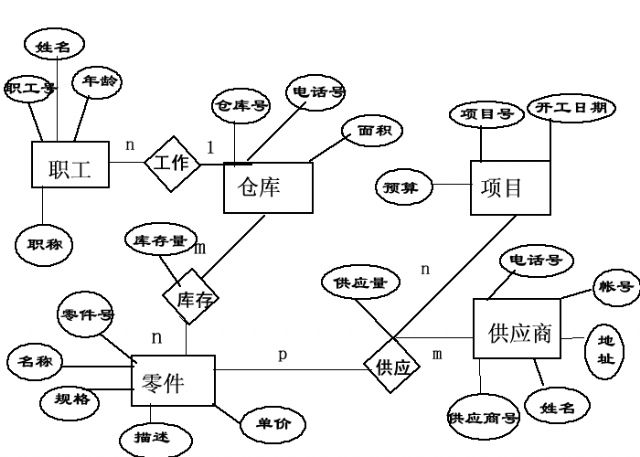 姓名
职工号
年龄
职工
职称
n
工作
1
仓库号
电话号
面积
仓库
项目号
开工日期
预算
项目
库存量
m
库存
n
供应量
n
电话号
帐号
供应商
地
址
供应商号
姓名
m
供应
p
零件号
名称
规格
零件
描述
单价